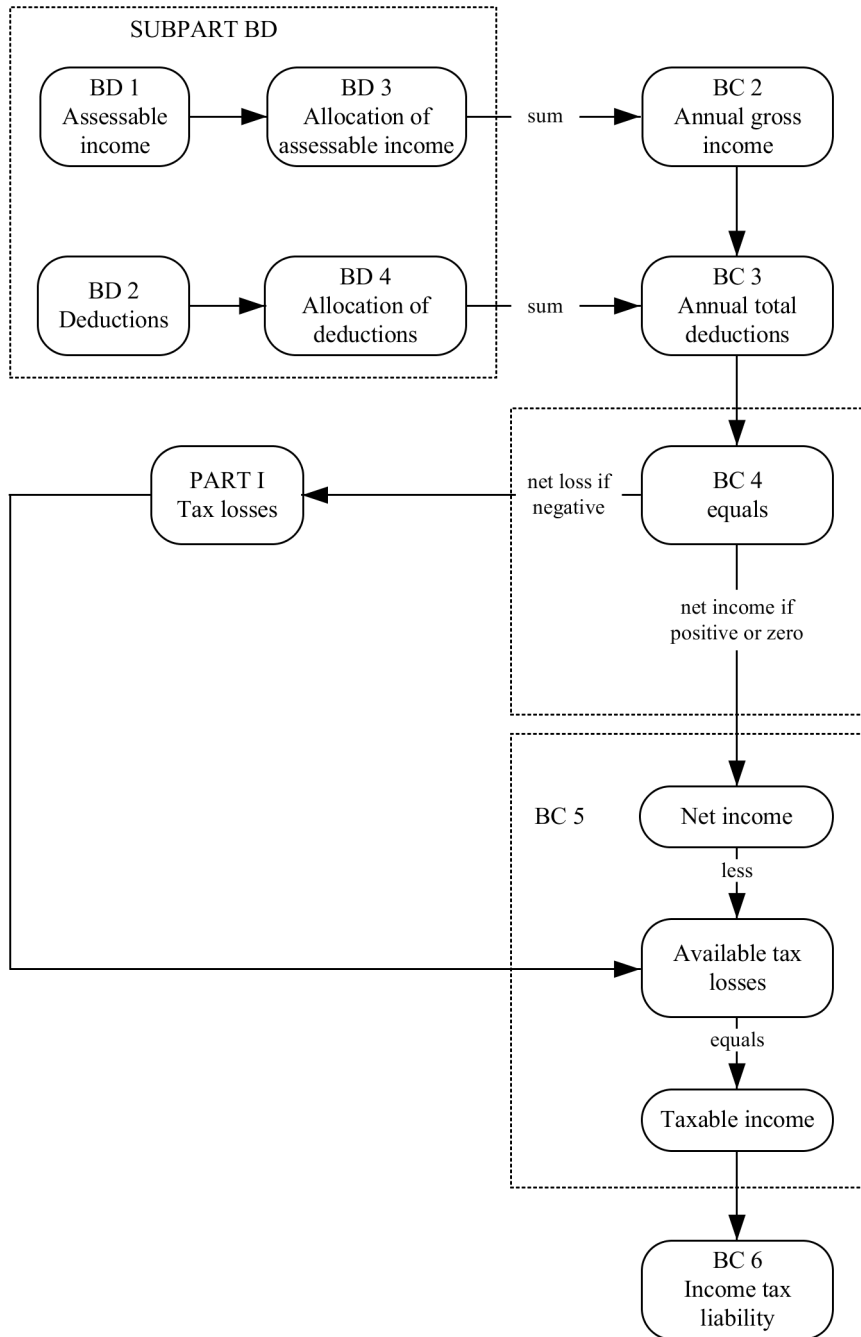 SUBPART BD
BD 1
Assessable
income
BD 3
Allocation of
assessable income
sum
BC 2
Annual gross
income
BD 2
Deductions
BD 4
Allocation of
deductions
sum
BC 3
Annual total
deductions
PART I
Tax losses
net loss if
negative
BC 4
equals
net income if
positive or zero
BC 5
Net income
less
Available tax
losses
equals
Taxable income
BC 6
Income tax
liability